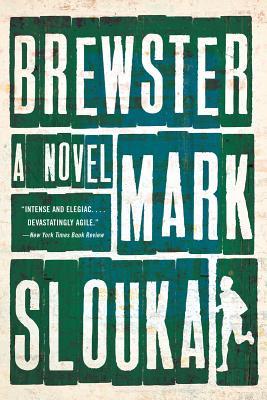 BREWSTER
A NOVEL
MARK
"INTENSE AND ELEGIAC. . . .
DEVASTATINGLY AGILE."
—New York Times Book Review
SLOUKA